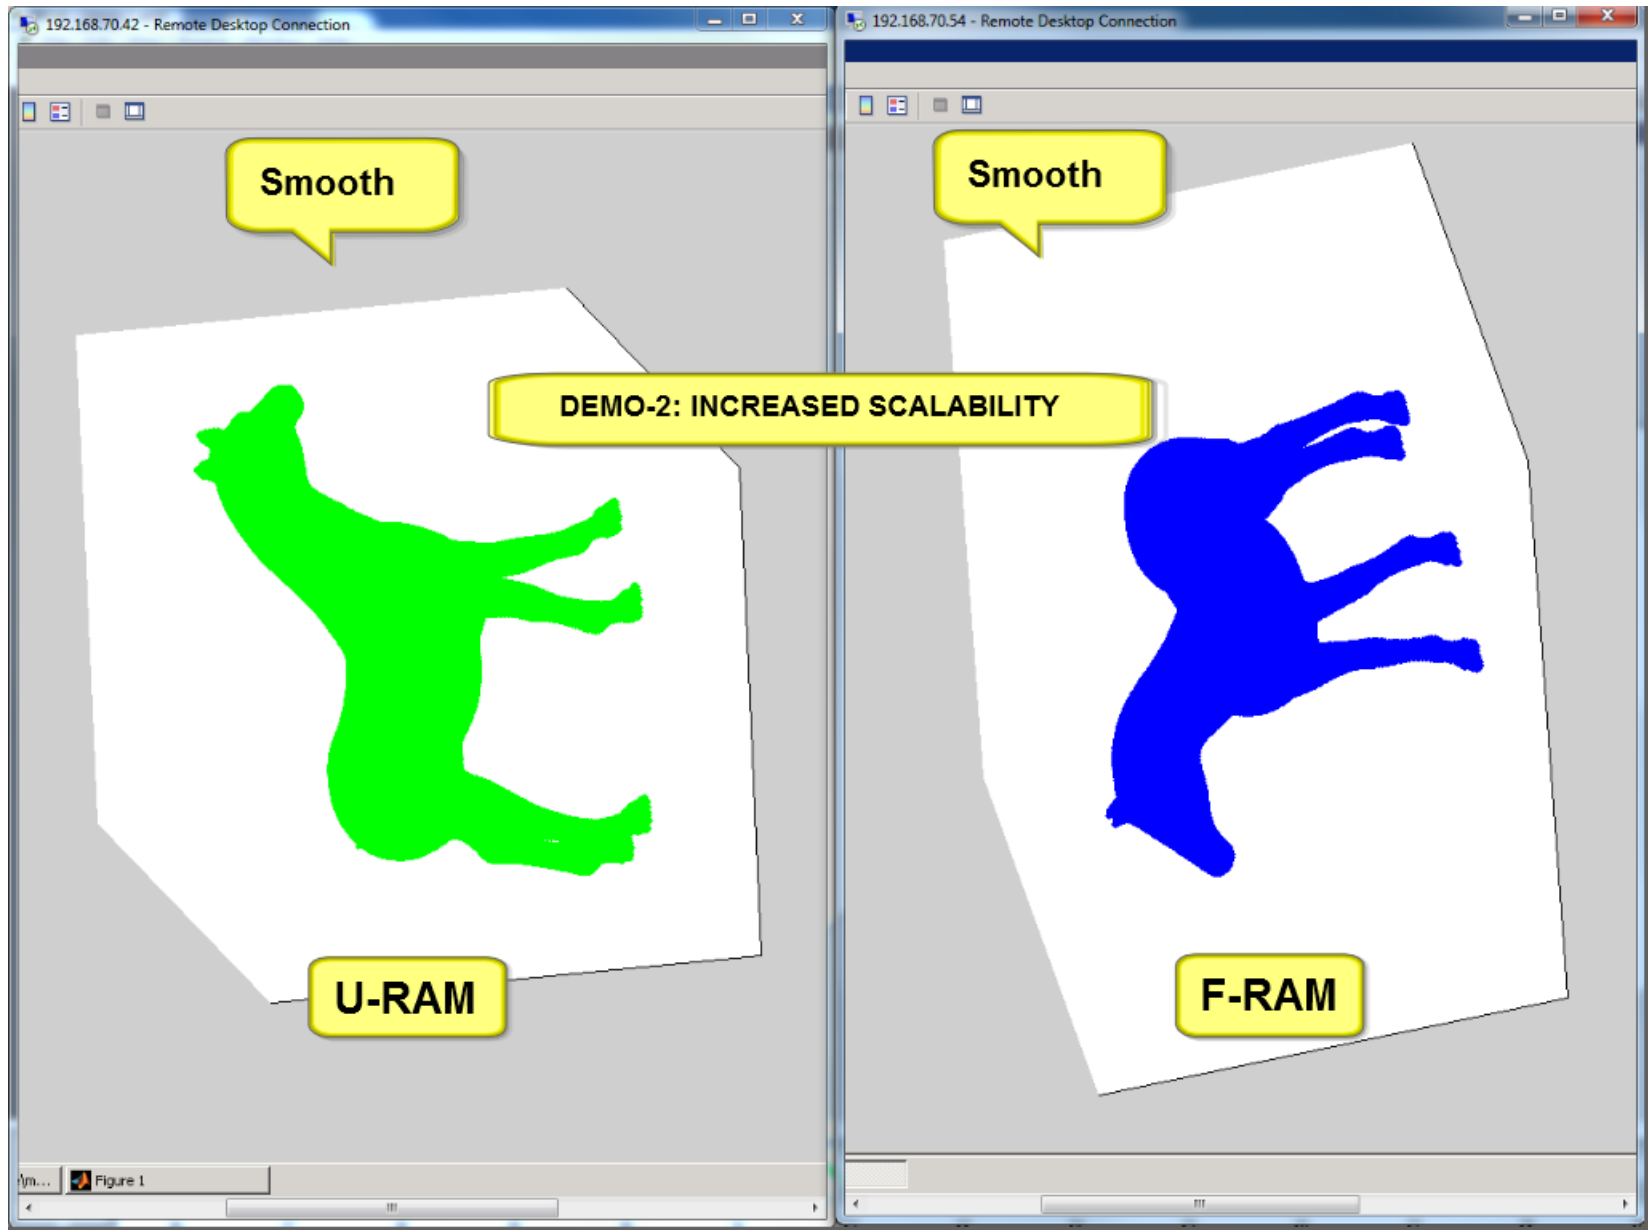 192.168.70.42 - Remote Desktop Connection
192.168.70.54 - Remote Desktop Connection
Smooth
Smooth
DEMO-2: INCREASED SCALABILITY
U-RAM
F-RAM
\m...
Figure 1